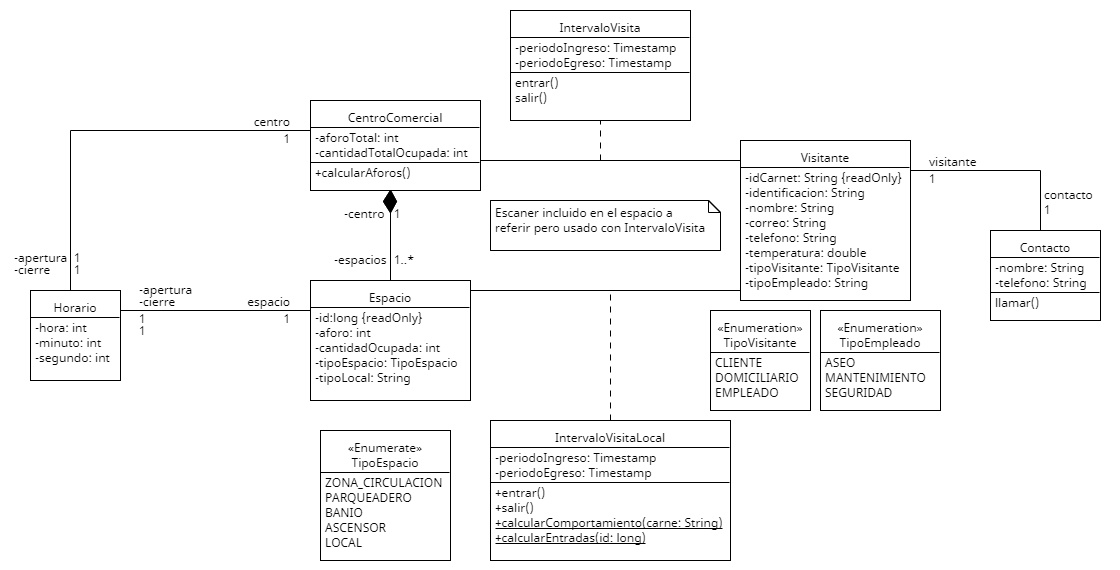 IntervaloVisita
-periodoIngreso: Timestamp
-periodoEgreso: Timestamp
entrar()
salir()
CentroComercial
-aforoTotal: int
-cantidadTotalOcupada: int
+calcularAforos()
centro
1
Visitante
-idCarnet: String {readOnly}
-identificacion: String
-nombre: String
-correo: String
-telefono: String
-temperatura: double
-tipoVisitante: TipoVisitante
-tipoEmpleado: String
visitante
1
contacto
1
Contacto
-nombre: String
-telefono: String
llamar()
Escaner incluido en el espacio a
referir pero usado con IntervaloVisita
-centro 1
-espacios 1..*
-apertura 1
-cierre 1
Horario
-hora: int
-minuto: int
-segundo: int
-apertura
-cierre
1
1
espacio
1
Espacio
-id:long {readOnly}
-aforo: int
-cantidadOcupada: int
-tipoEspacio: TipoEspacio
-tipoLocal: String
«Enumeration»
TipoVisitante
CLIENTE
DOMICILIARIO
EMPLEADO
«Enumeration»
TipoEmpleado
ASEO
MANTENIMIENTO
SEGURIDAD
«Enumerate»
TipoEspacio
ZONA_CIRCULACION
PARQUEADERO
BANIO
ASCENSOR
LOCAL
IntervaloVisitaLocal
-periodoIngreso: Timestamp
-periodoEgreso: Timestamp
+entrar()
+salir()
+calcularComportamiento(carne: String)
+calcularEntradas(id: long)